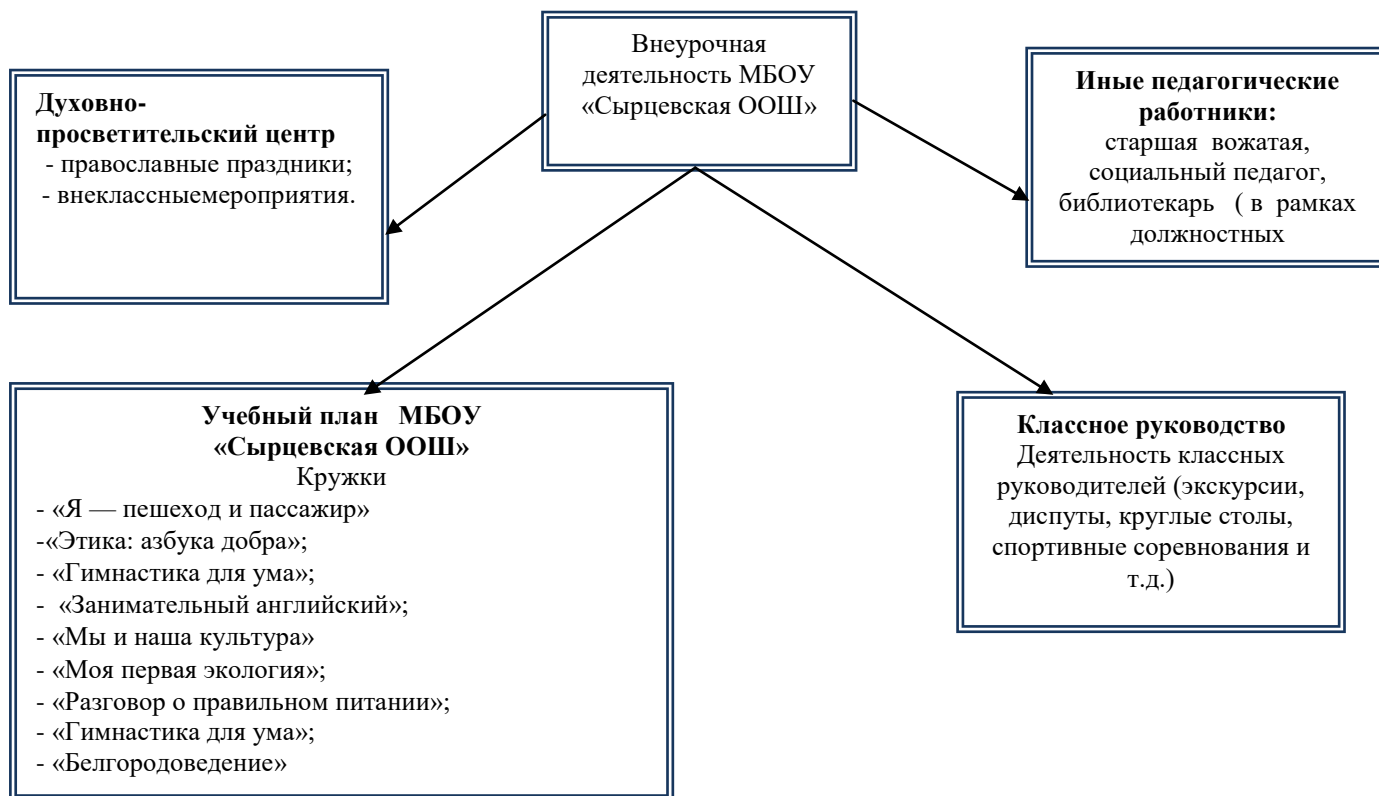 Внеурочная
деятельность МБОУ
«Сырцевская ООШ»
Духовно-
просветительский центр
- православные праздники;
- внеклассныемероприятия.
Иные педагогические
работники:
старшая вожатая,
социальный педагог,
библиотекарь ( в рамках
должностных
Учебный план МБОУ
«Сырцевская ООШ»
Кружки
- «Я — пешеход и пассажир»
-«Этика: азбука добра»;
- «Гимнастика для ума»;
- «Занимательный английский»;
- «Мы и наша культура»
- «Моя первая экология»;
- «Разговор о правильном питании»;
- «Гимнастика для ума»;
- «Белгородоведение»
Классное руководство
Деятельность классных
руководителей (экскурсии,
диспуты, круглые столы,
спортивные соревнования и
т.д.)